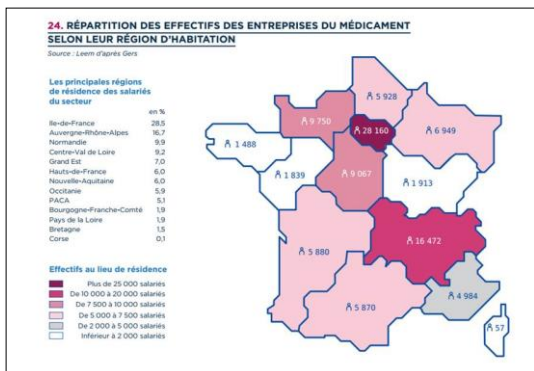 24. RÉPARTITION DES EFFECTIFS DES ENTREPRISES DU MÉDICAMENT
SELON LEUR RÉGION D'HABITATION
Source : Leem d'après Gers
Les principales régions
de résidence des salariés
du secteur
en %
Ile-de-France 28,5
Auvergne-Rhône-Alpes 16,7
Normandie 9,9
Centre-Val de Loire 9,2
Grand Est 7,0
Hauts-de-France 6,0
Nouvelle-Aquitaine 6,0
Occitanie 5,9
PACA 5,1
Bourgogne-Franche-Comté 1,9
Pays de la Loire 1,9
Bretagne 1,5
Corse 0,1
Effectifs au lieu de résidence
Plus de 25 000 salariés
De 10 000 à 20 000 salariés
De 7 500 à 10 000 salariés
De 5 000 à 7 500 salariés
De 2 000 à 5 000 salariés
Inférieur à 2 000 salariés
5 928
9 750
28 160
6 949
1 488
1 839
9 067
1 913
16 472
5 880
5 870
4 984
57